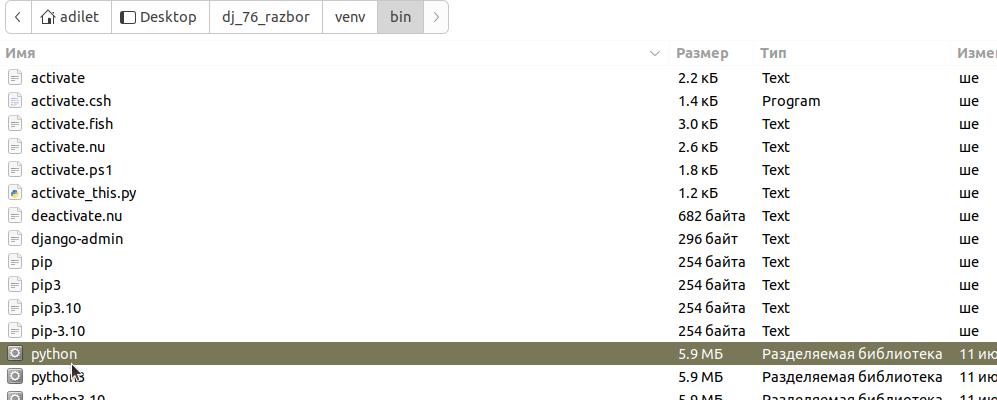 adilet Desktop dj_76_razbor venv bin
Имя Размер Тип Измен
activate 2.2 кБ Text ше
activate.csh 1.4 кБ Program ше
activate.fish 3.0 кБ Text ше
activate.nu 2.6 кБ Text ше
activate.ps1 1.8 кБ Text ше
activate_this.py 1.2 кБ Text ше
deactivate.nu 682 байта Text ше
django-admin 296 байт Text ше
pip 254 байта Text ше
pip3 254 байта Text ше
pip3.10 254 байта Text ше
pip-3.10 254 байта Text ше
python 5.9 МБ Разделяемая библиотека 11 ию
python3 5.9 МБ Разделяемая библиотека 11 ию
python3.10 5.9 МБ Разделяемая библиотека 11 ию